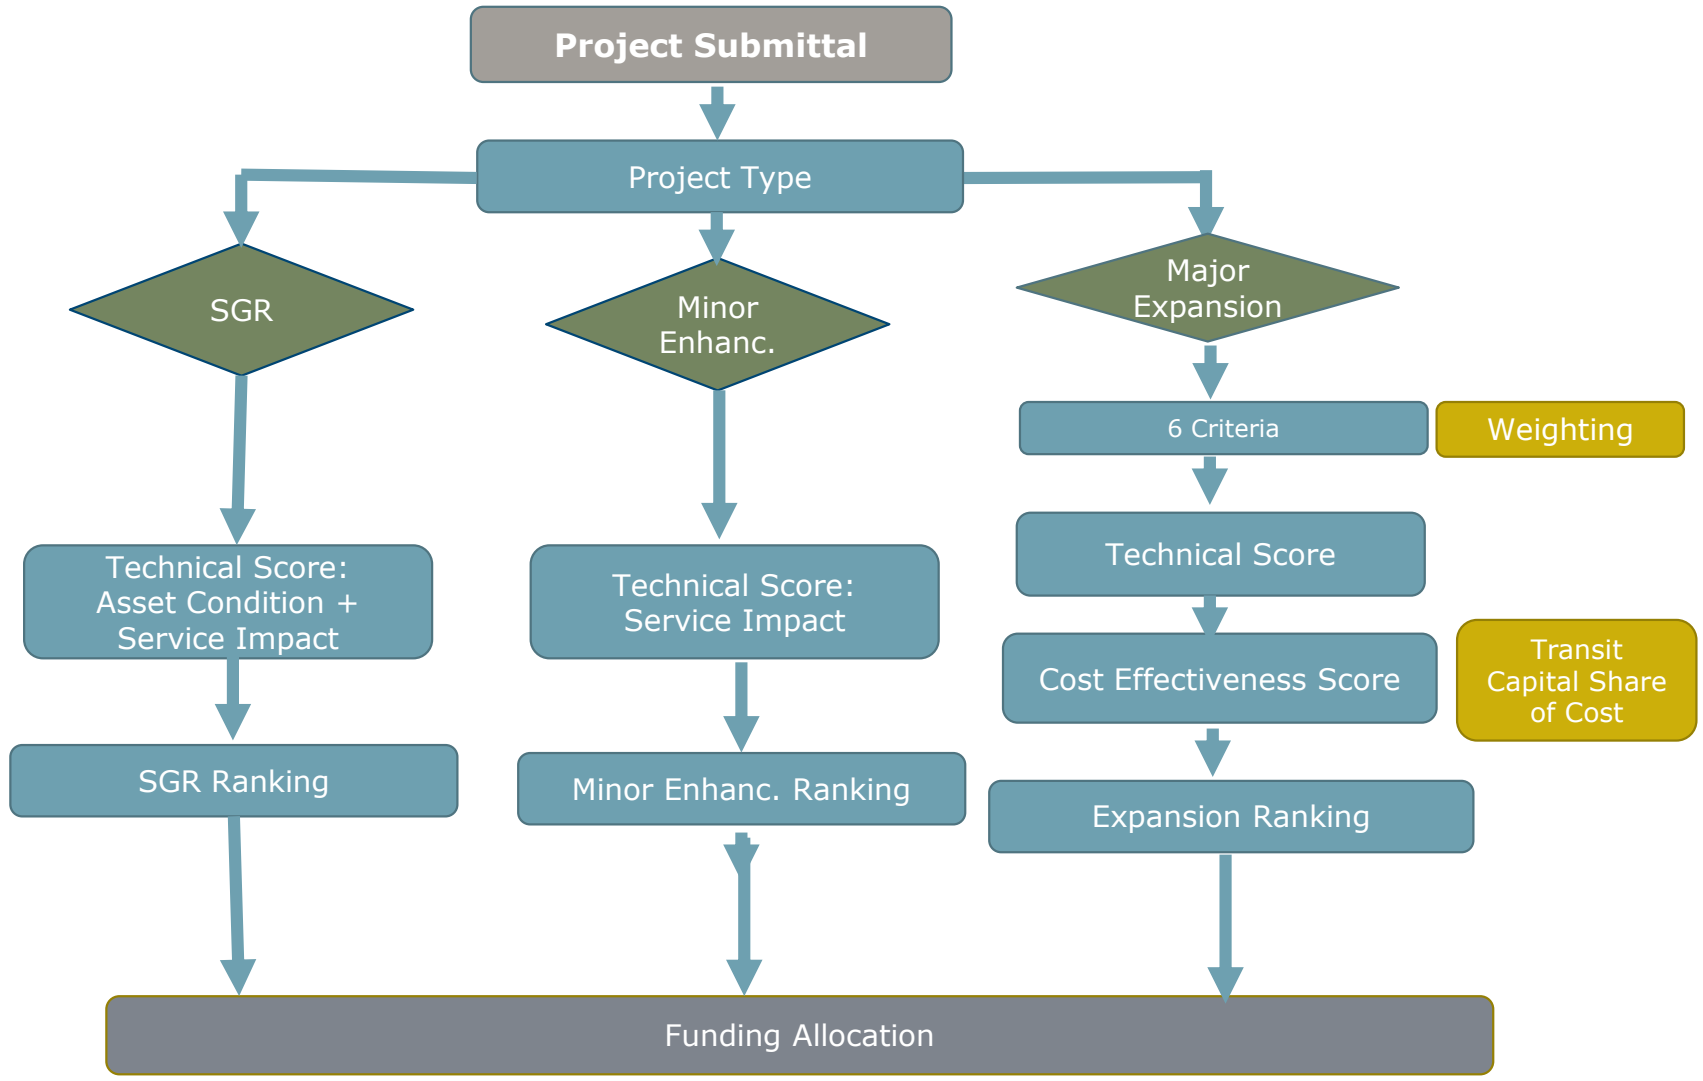 Project Submittal
Project Type
SGR
Minor
Enhanc.
Major
Expansion
6 Criteria
Weighting
Technical Score:
Asset Condition +
Service Impact
Technical Score:
Service Impact
Technical Score
Cost Effectiveness Score
Transit
Capital Share
of Cost
SGR Ranking
Minor Enhanc. Ranking
Expansion Ranking
Funding Allocation